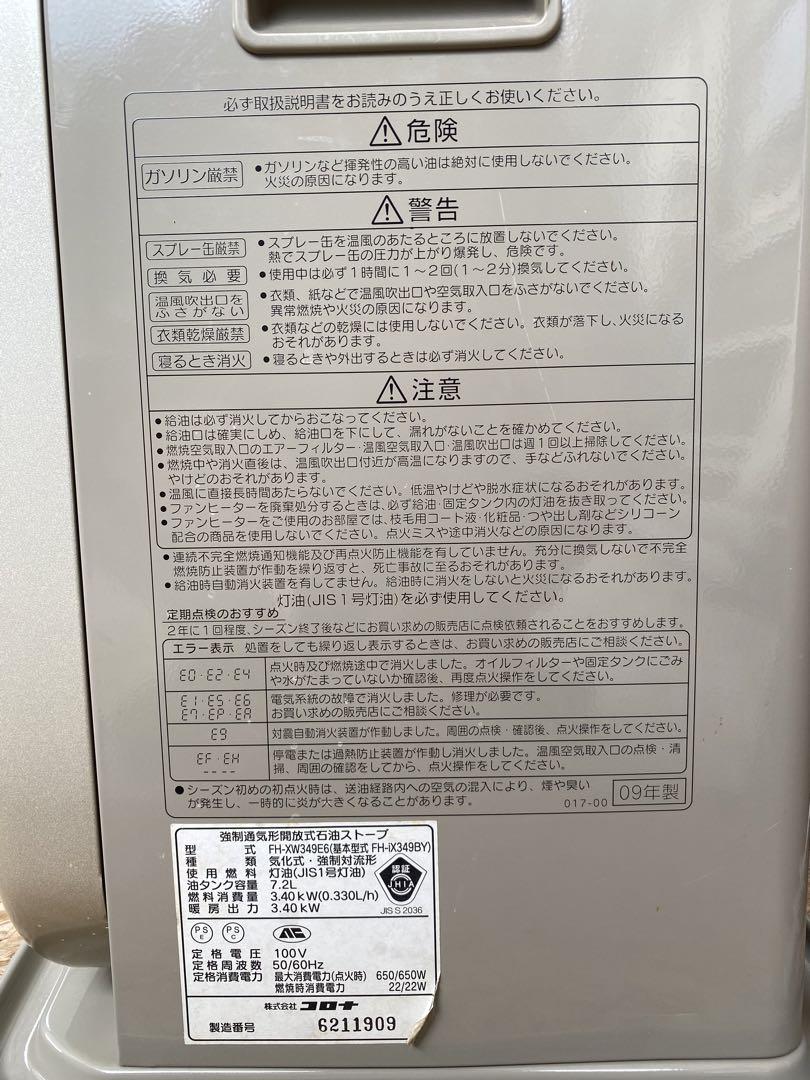 必ず取扱説明書をお読みのうえ正しくお使いください。
⚠危険
ガソリン厳禁 ●ガソリンなど揮発性の高い油は絶対に使用しないでください。
火災の原因になります。
⚠警告
スプレー缶厳禁 ●スプレー缶を温風のあたるところに放置しないでください。
熱でスプレー缶の圧力が上がり爆発し、危険です。
換気必要 ●使用中は必ず1時間に1〜2回(1〜2分)換気してください。
温風吹出口を ●衣類、紙などで温風吹出口や空気取入口をふさがないでください。
ふさがない 異常燃焼や火災の原因になります。
衣類乾燥厳禁 ●衣類などの乾燥には使用しないでください。衣類が落下し、火災になる
おそれがあります。
寝るとき消火 ●寝るときや外出するときは必ず消火してください。
⚠注意
●給油は必ず消火してからおこなってください。
●給油口は確実にしめ、給油口を下にして、漏れがないことを確かめてください。
●燃焼空気取入口のエアーフィルター・温風空気取入口・温風吹出口は週1回以上掃除してください。
●燃焼中や消火直後は、温風吹出口付近が高温になりますので、手などふれないでください。
やけどのおそれがあります。
●温風に直接長時間あたらないでください。低温やけどや脱水症状になるおそれがあります。
●ファンヒーターを廃棄処分するときは、必ず給油・固定タンク内の灯油を抜き取ってください。
●ファンヒーターをご使用のお部屋では、枝毛用コート液・化粧品・つや出し剤などシリコーン
配合の商品を使用しないでください。点火ミスや途中消火などの原因になります。
●連続不完全燃焼通知機能及び再点火防止機能を有していません。充分に換気しないで不完全
燃焼防止装置が作動を繰り返すと、死亡事故に至るおそれがあります。
●給油時自動消火装置を有してません。給油時に消火をしないと火災になるおそれがあります。
灯油(JIS1号灯油)を必ず使用してください。
定期点検のおすすめ
2年に1回程度、シーズン終了後などにお買い求めの販売店に点検依頼されることをおすすめします。
エラー表示 処置をしても繰り返し表示するときは、お買い求めの販売店にご相談ください。
E0・E2・E4 点火時及び燃焼途中で消火しました。オイルフィルターや固定タンクにごみ
や水がたまっていないか確認後、再度点火操作をしてください。
E1・E5・E6 電気系統の故障で消火しました。修理が必要です。
E7・EP・EA お買い求めの販売店にご相談ください。
E9 対震自動消火装置が作動しました。周囲の点検・確認後、点火操作をしてください。
EF・EH 停電または過熱防止装置が作動し消火しました。温風空気取入口の点検・清
---- 掃、周囲の確認をしてから、点火操作をしてください。
●シーズン初めの初点火時は、送油経路内への空気の混入により、煙や臭い
が発生し、一時的に炎が大きくなることがあります。 017-00 09年製
強制通気形開放式石油ストーブ
型式 FH-XW349E6(基本型式 FH-iX349BY)
種類 気化式・強制対流形
使用燃料 灯油(JIS1号灯油)
油タンク容量 7.2L
燃料消費量 3.40kW(0.330L/h)
暖房出力 3.40kW
認証
JHIA
JIS S 2036
PS E PS C
定格電圧 100V
定格周波数 50/60Hz
定格消費電力 最大消費電力(点火時) 650/650W
燃焼時消費電力 22/22W
株式会社 コロナ
製造番号 6211909